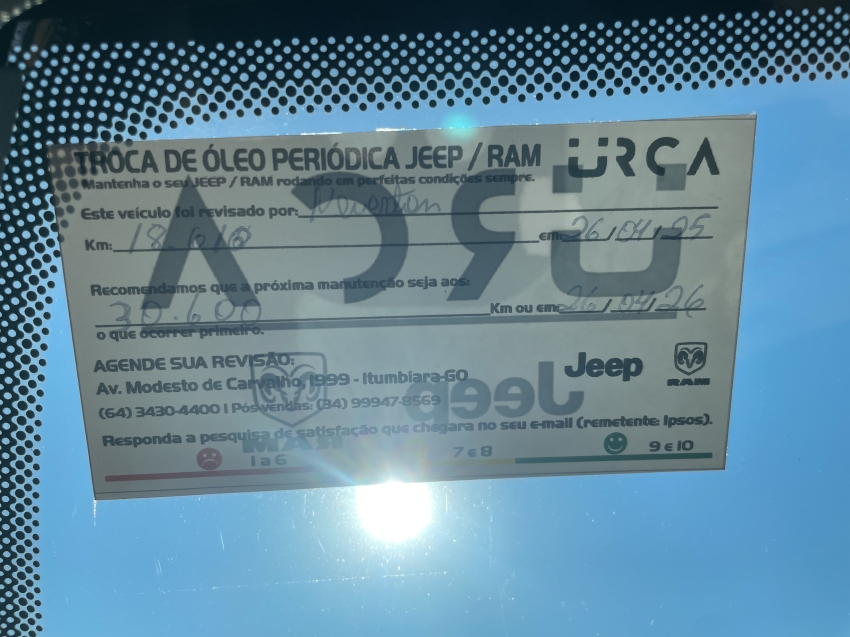 TROCA DE ÓLEO PERIÓDICA JEEP / RAM ÜRCA
Mantenha o seu JEEP / RAM rodando em perfeitas condições sempre.
Este veículo foi revisado por:
Km: 18.610 em: 26/04/25
Recomendamos que a próxima manutenção seja aos:
30.600 Km ou em: 26/04/26
o que ocorrer primeiro.
AGENDE SUA REVISÃO:
Av. Modesto de Carvalho, 1999 - Itumbiara-GO
(64) 3430-4400 | Pós-vendas: (34) 99947-8569
Jeep RAM
Responda a pesquisa de satisfação que chegara no seu e-mail (remetente: Ipsos).
1 a 6 7 e 8 9 e 10